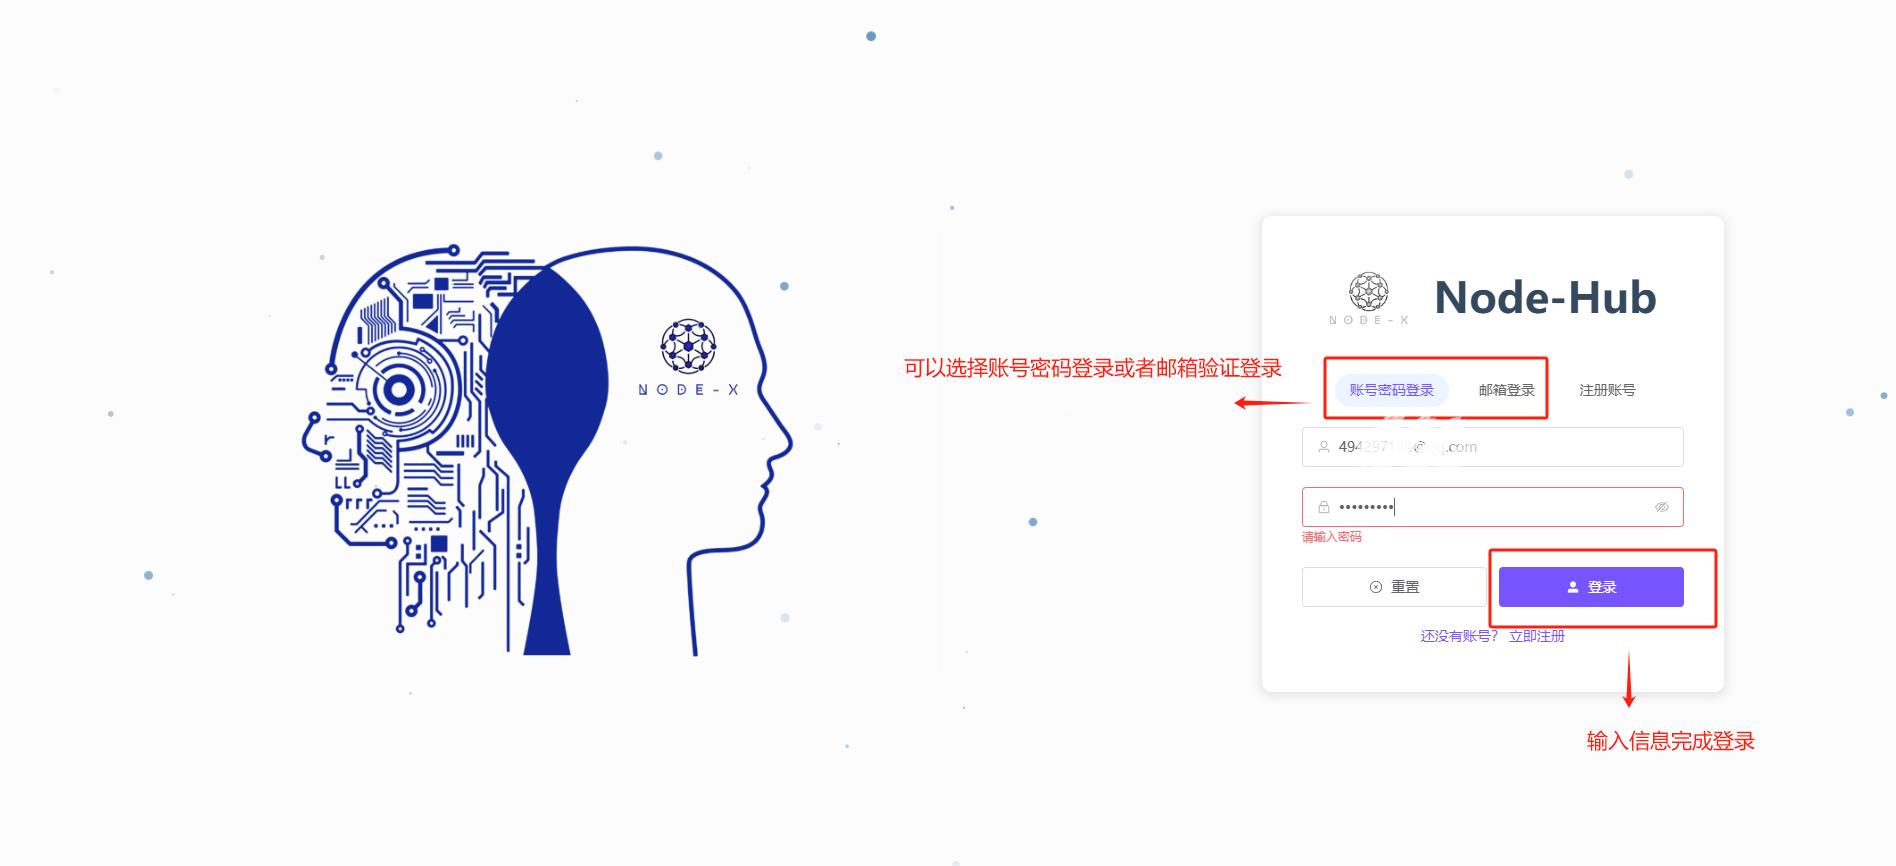 NODE-X
NODE-X
Node-Hub
可以选择账号密码登录或者邮箱验证登录
账号密码登录 邮箱登录 注册账号
.com
请输入密码
重置 登录
还没有账号？ 立即注册
输入信息完成登录